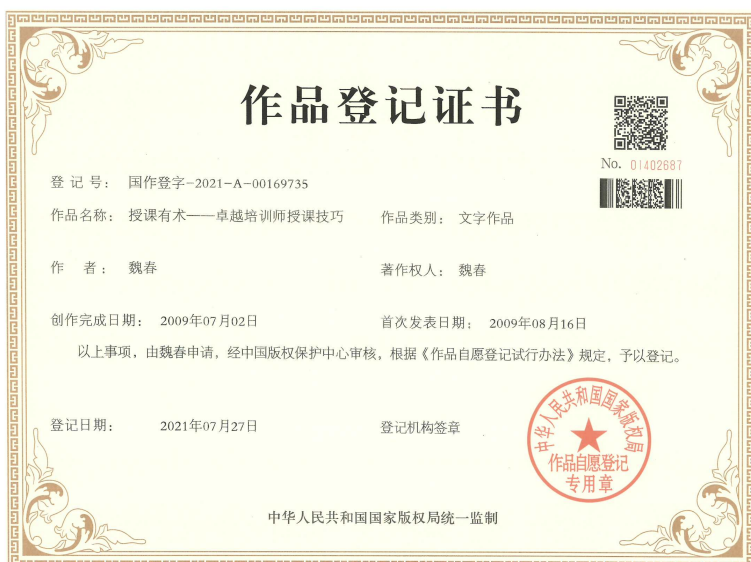 作品登记证书
No. 01402687
登 记 号： 国作登字-2021-A-00169735
作品名称： 授课有术——卓越培训师授课技巧 作品类别： 文字作品
作 者： 魏春 著作权人： 魏春
创作完成日期： 2009年07月02日 首次发表日期： 2009年08月16日
以上事项，由魏春申请，经中国版权保护中心审核，根据《作品自愿登记试行办法》规定，予以登记。
登记日期： 2021年07月27日 登记机构签章
中华人民共和国国家版权局
作品自愿登记
专用章
中华人民共和国国家版权局统一监制